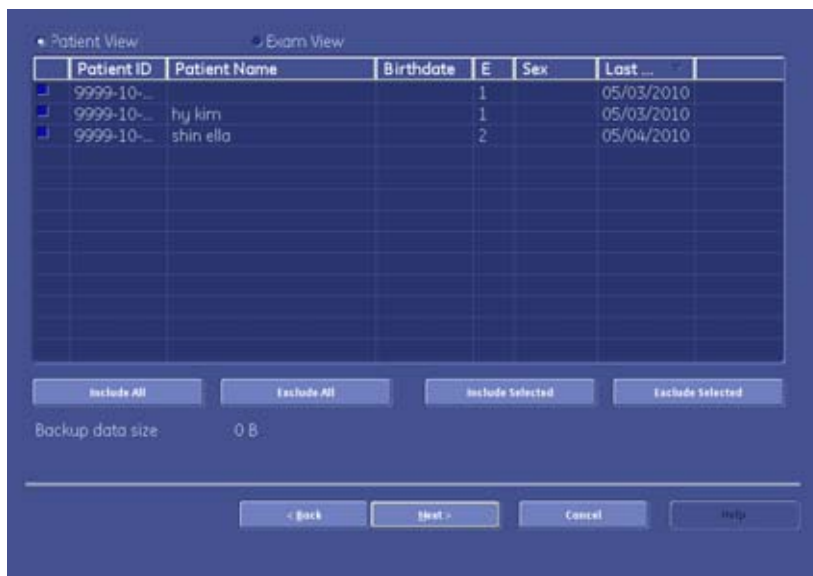 Patient View Exam View
Patient ID Patient Name Birthdate E Sex Last ...
9999-10-... 1 05/03/2010
9999-10-... hy kim 1 05/03/2010
9999-10-... shin ella 2 05/04/2010
Include All Exclude All Include Selected Exclude Selected
Backup data size 0 B
< Back Next > Cancel Help